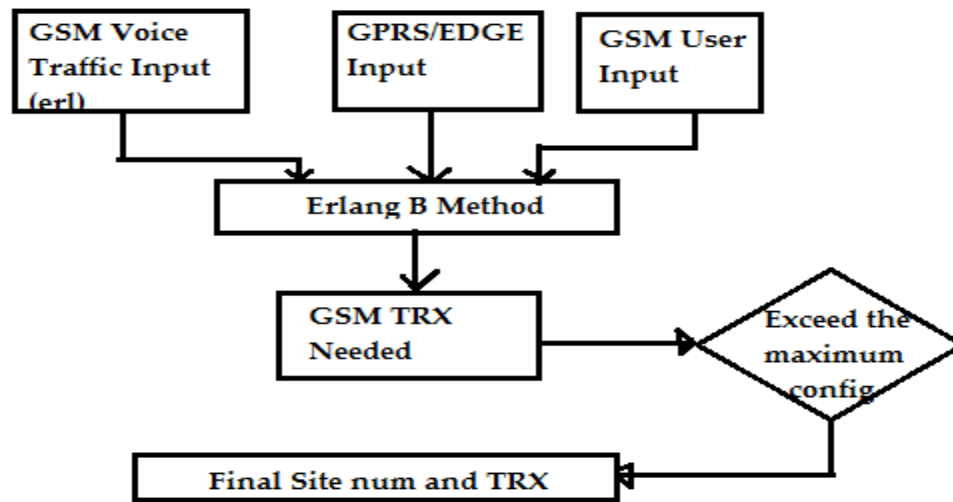 GSM Voice
Traffic Input
(erl)
GPRS/EDGE
Input
GSM User
Input
Erlang B Method
GSM TRX
Needed
Exceed the
maximum
config
Final Site num and TRX